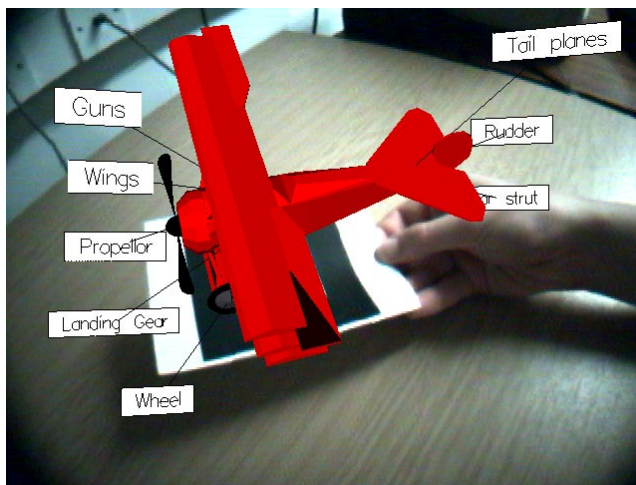 Tail planes
Guns
Rudder
Wings
strut
Propellor
Landing Gear
Wheel